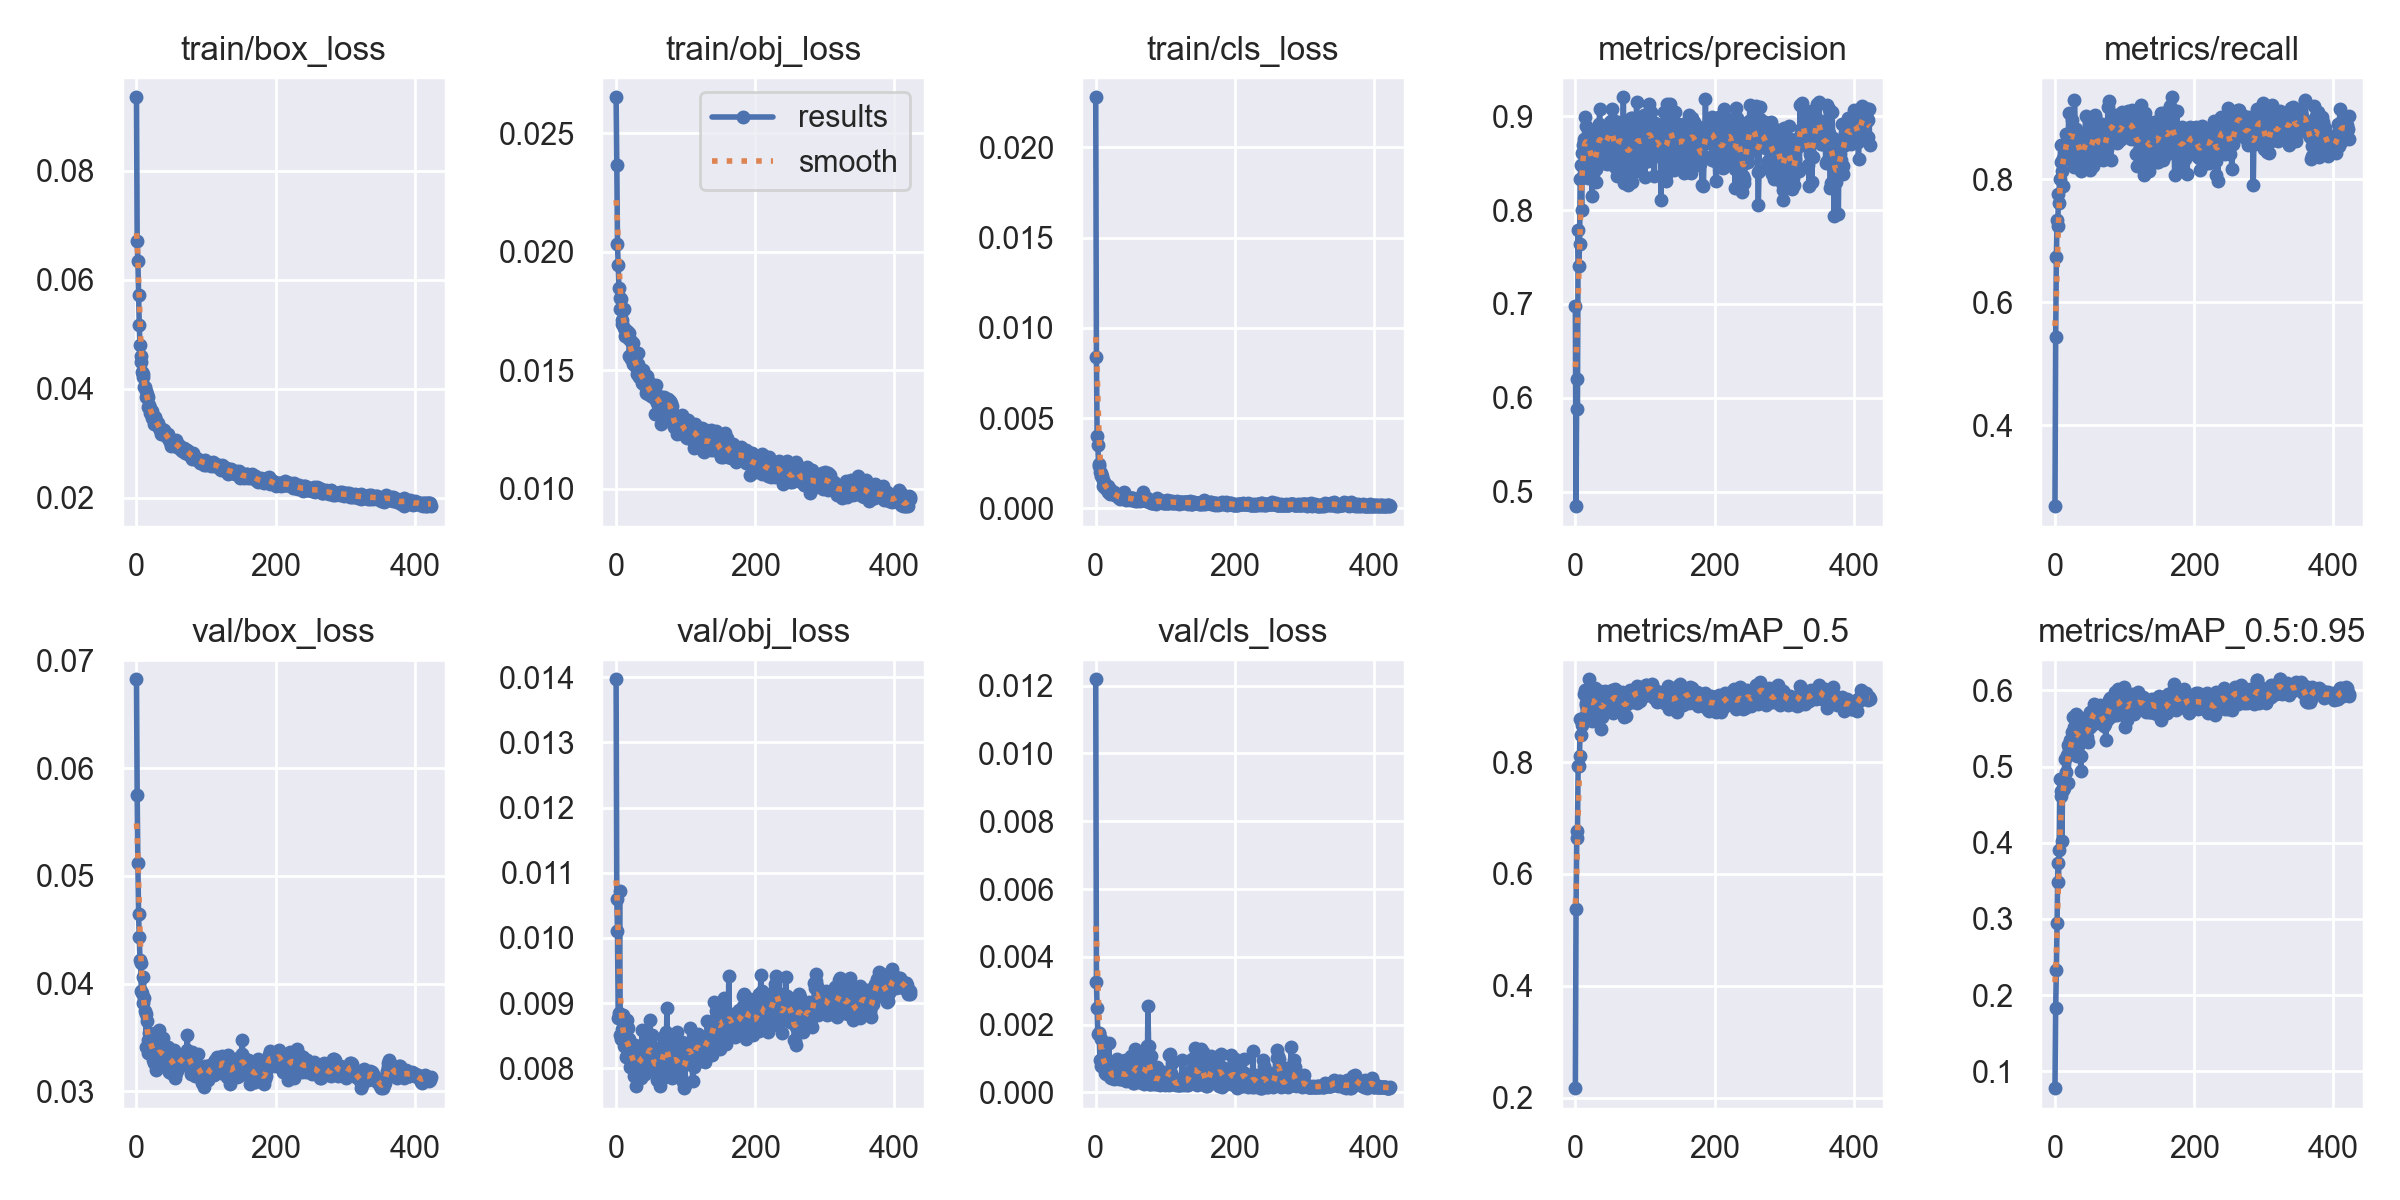 train/box_loss
0.08
0.06
0.04
0.02
0 200 400
train/obj_loss
results
smooth
0.025
0.020
0.015
0.010
0 200 400
train/cls_loss
0.020
0.015
0.010
0.005
0.000
0 200 400
metrics/precision
0.9
0.8
0.7
0.6
0.5
0 200 400
metrics/recall
0.8
0.6
0.4
0 200 400
val/box_loss
0.07
0.06
0.05
0.04
0.03
0 200 400
val/obj_loss
0.014
0.013
0.012
0.011
0.010
0.009
0.008
0 200 400
val/cls_loss
0.012
0.010
0.008
0.006
0.004
0.002
0.000
0 200 400
metrics/mAP_0.5
0.8
0.6
0.4
0.2
0 200 400
metrics/mAP_0.5:0.95
0.6
0.5
0.4
0.3
0.2
0.1
0 200 400